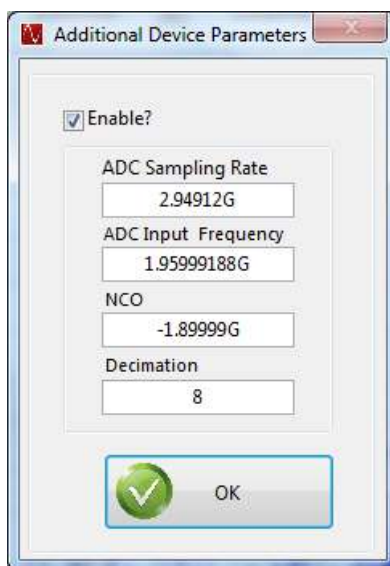 Additional Device Parameters
Enable?
ADC Sampling Rate
2.94912G
ADC Input Frequency
1.95999188G
NCO
-1.89999G
Decimation
8
OK